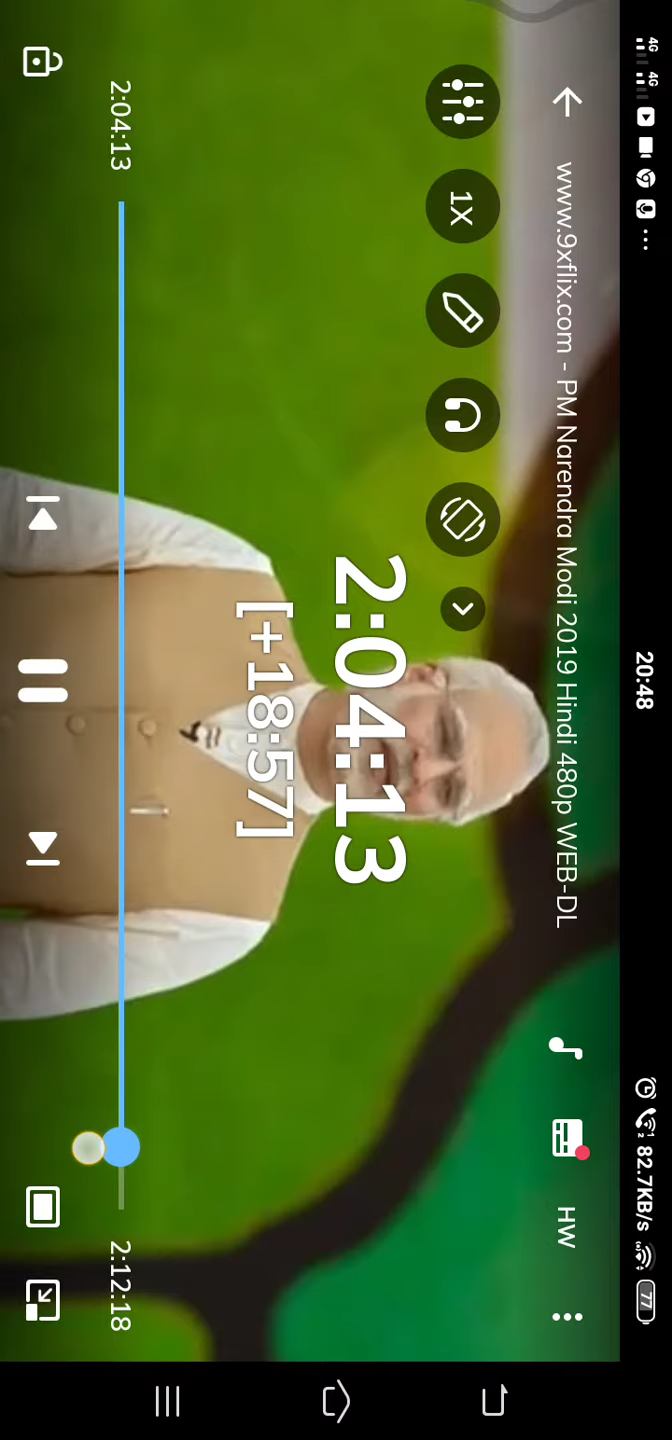 4G 4G
20:48
82.7KB/s
77
www.9xflix.com - PM Narendra Modi 2019 Hindi 480p WEB-DL
HW
1X
2:04:13
[+18:57]
2:04:13
2:12:18